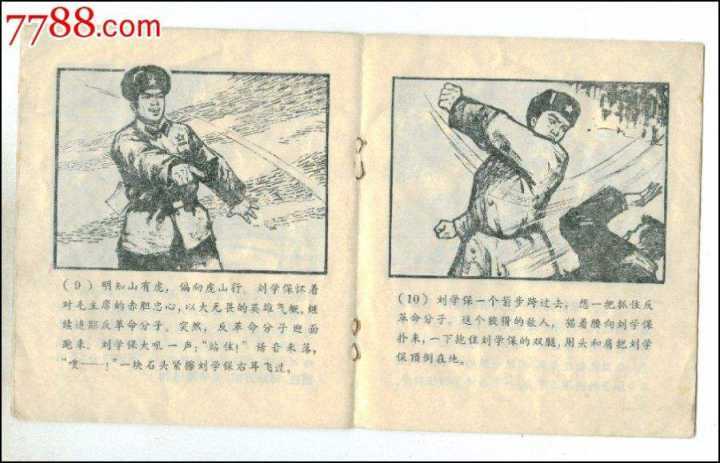 7788.com
(9) 明知山有虎，偏向虎山行。刘学保怀着
对毛主席的赤胆忠心，以大无畏的英雄气概，继
续追踪反革命分子。突然，反革命分子迎面
跑来。刘学保大吼一声：“站住！”话音未落，
“嗖——！”一块石头紧擦刘学保右耳飞过。
(10) 刘学保一个箭步跨过去，想一把抓住反
革命分子。这个狡猾的敌人，猫着腰向刘学保
扑来，一下抱住刘学保的双腿，用头和肩把刘学
保顶倒在地。